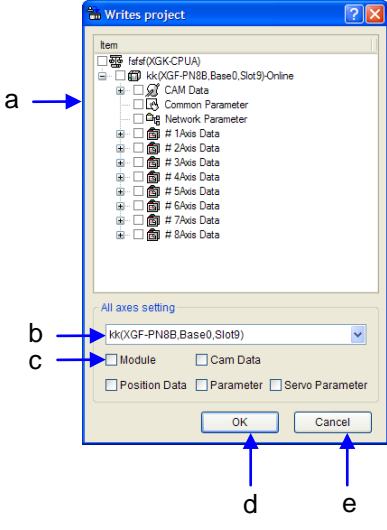 Writes project
Item
fsfsf(XGK-CPUA)
kk(XGF-PN8B,Base0,Slot9)-Online
CAM Data
Common Parameter
Network Parameter
# 1Axis Data
# 2Axis Data
# 3Axis Data
# 4Axis Data
# 5Axis Data
# 6Axis Data
# 7Axis Data
# 8Axis Data
a
All axes setting
b kk(XGF-PN8B,Base0,Slot9)
c Module Cam Data
Position Data Parameter Servo Parameter
OK Cancel
d e